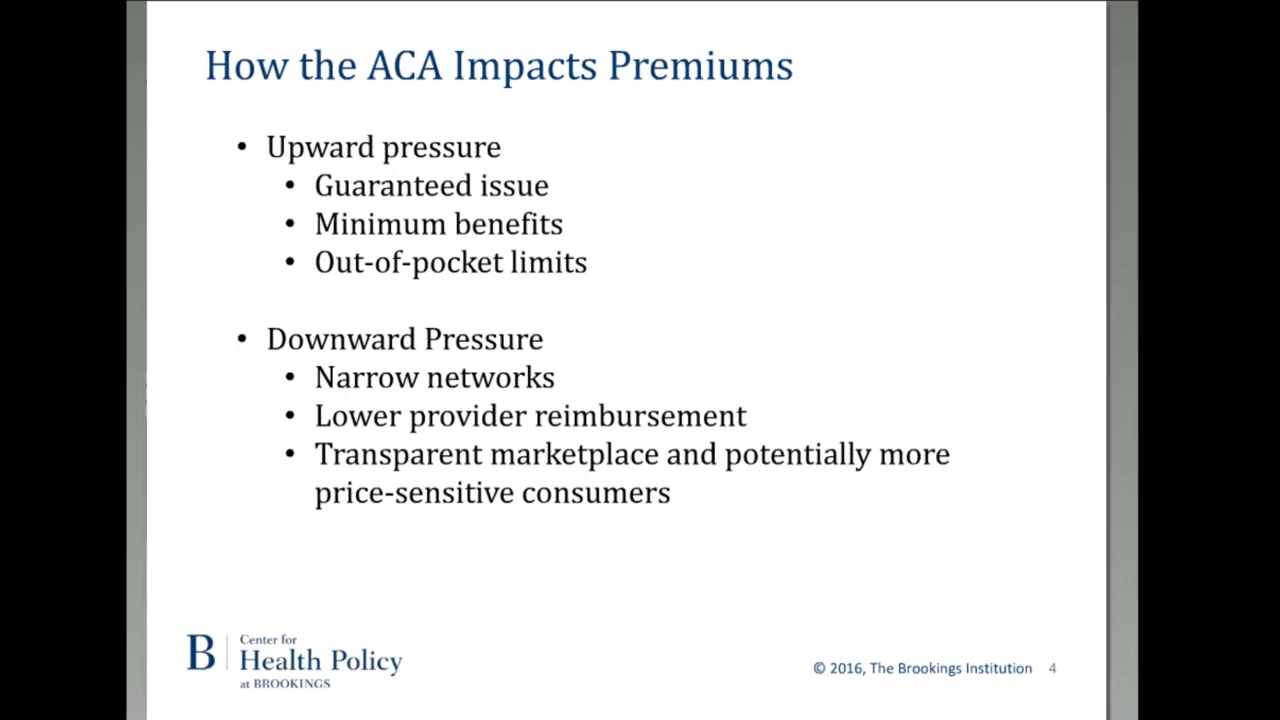 How the ACA Impacts Premiums
• Upward pressure
• Guaranteed issue
• Minimum benefits
• Out-of-pocket limits
• Downward Pressure
• Narrow networks
• Lower provider reimbursement
• Transparent marketplace and potentially more
price-sensitive consumers
B
Center for
Health Policy
at BROOKINGS
© 2016, The Brookings Institution 4